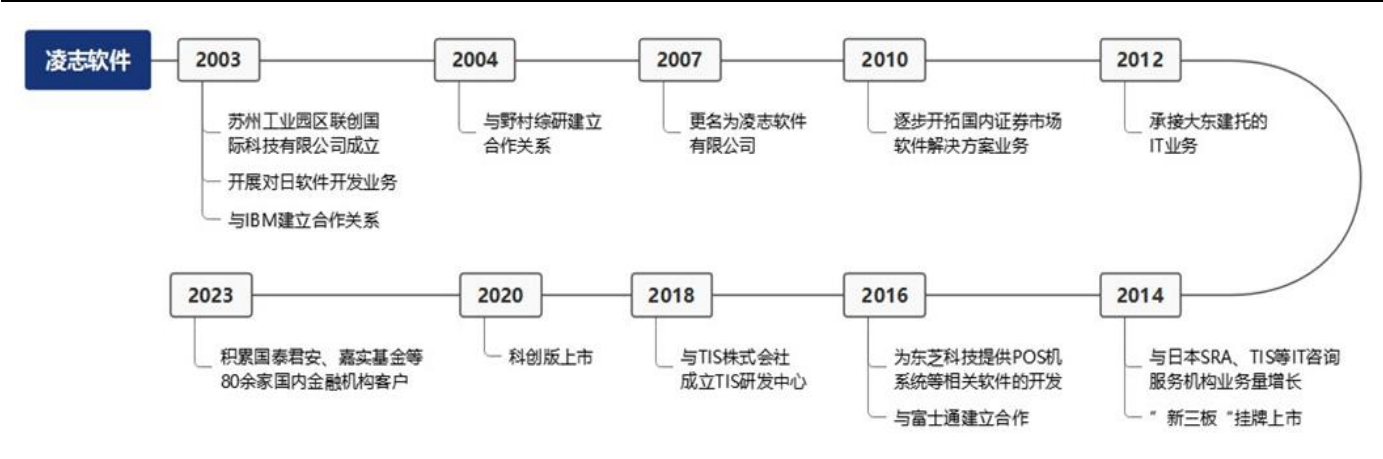 凌志软件
2003
苏州工业园区联创国
际科技有限公司成立
开展对日软件开发业务
与IBM建立合作关系
2004
与野村综研建立
合作关系
2007
更名为凌志软件
有限公司
2010
逐步开拓国内证券市场
软件解决方案业务
2012
承接大东建托的
IT业务
2014
与日本SRA、TIS等IT咨询
服务机构业务量增长
“新三板“挂牌上市
2016
为东芝科技提供POS机
系统等相关软件的开发
与富士通建立合作
2018
与TIS株式会社
成立TIS研发中心
2020
科创版上市
2023
积累国泰君安、嘉实基金等
80余家国内金融机构客户